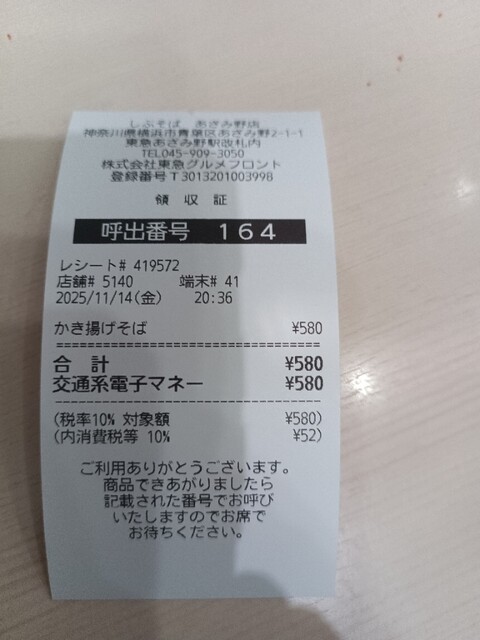 しぶそば あざみ野店
神奈川県横浜市青葉区あざみ野2-1-1
東急あざみ野駅改札内
TEL045-909-3050
株式会社東急グルメフロント
登録番号T3013201003998
領収証
呼出番号 164
レシート# 419572
店舗# 5140 端末# 41
2025/11/14(金) 20:36
かき揚げそば ¥580
================================
合 計 ¥580
交通系電子マネー ¥580
--------------------------------
(税率10% 対象額 ¥580)
(内消費税等 10% ¥52)
ご利用ありがとうございます。
商品できあがりましたら
記載された番号でお呼び
いたしますのでお席で
お待ちください。